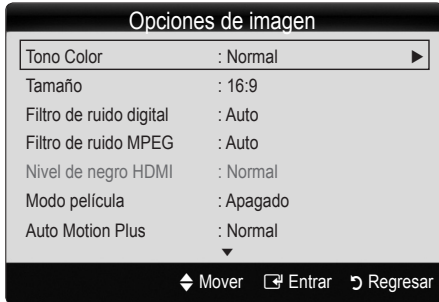 Opciones de imagen
Tono Color : Normal ►
Tamaño : 16:9
Filtro de ruido digital : Auto
Filtro de ruido MPEG : Auto
Nivel de negro HDMI : Normal
Modo película : Apagado
Auto Motion Plus : Normal
▼
Mover Entrar Regresar